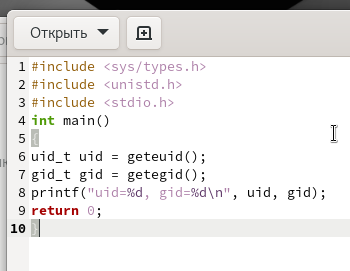 Открыть
1 #include <sys/types.h>
2 #include <unistd.h>
3 #include <stdio.h>
4 int main()
5 {
6 uid_t uid = geteuid();
7 gid_t gid = getegid();
8 printf("uid=%d, gid=%d\n", uid, gid);
9 return 0;
10 }